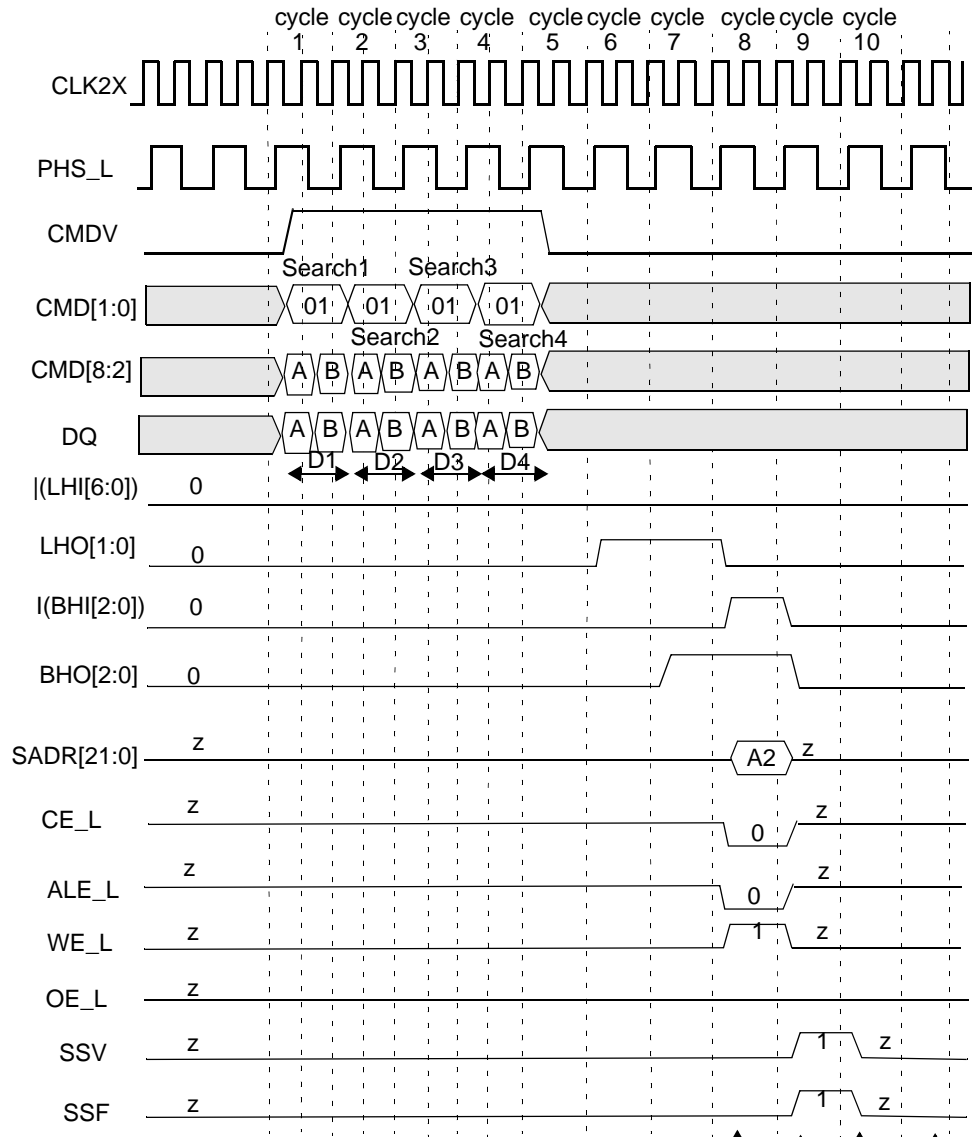 cycle cycle cycle cycle cycle cycle cycle cycle cycle cycle
1 2 3 4 5 6 7 8 9 10
CLK2X
PHS_L
CMDV
Search1 Search3
CMD[1:0] 01 01 01 01
Search2 Search4
CMD[8:2] A B A B A B A B
DQ A B A B A B A B
D1 D2 D3 D4
|(LHI[6:0]) 0
LHO[1:0] 0
I(BHI[2:0]) 0
BHO[2:0] 0
SADR[21:0] z A2 z
CE_L z 0 z
ALE_L z 0 z
WE_L z 1 z
OE_L z
SSV z 1 z
SSF z 1 z